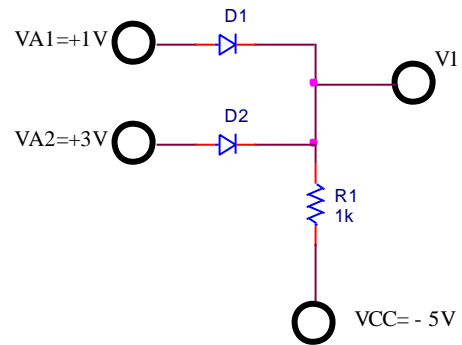 D1
VA1=+1V
V1
D2
VA2=+3V
R1
1k
VCC= - 5V